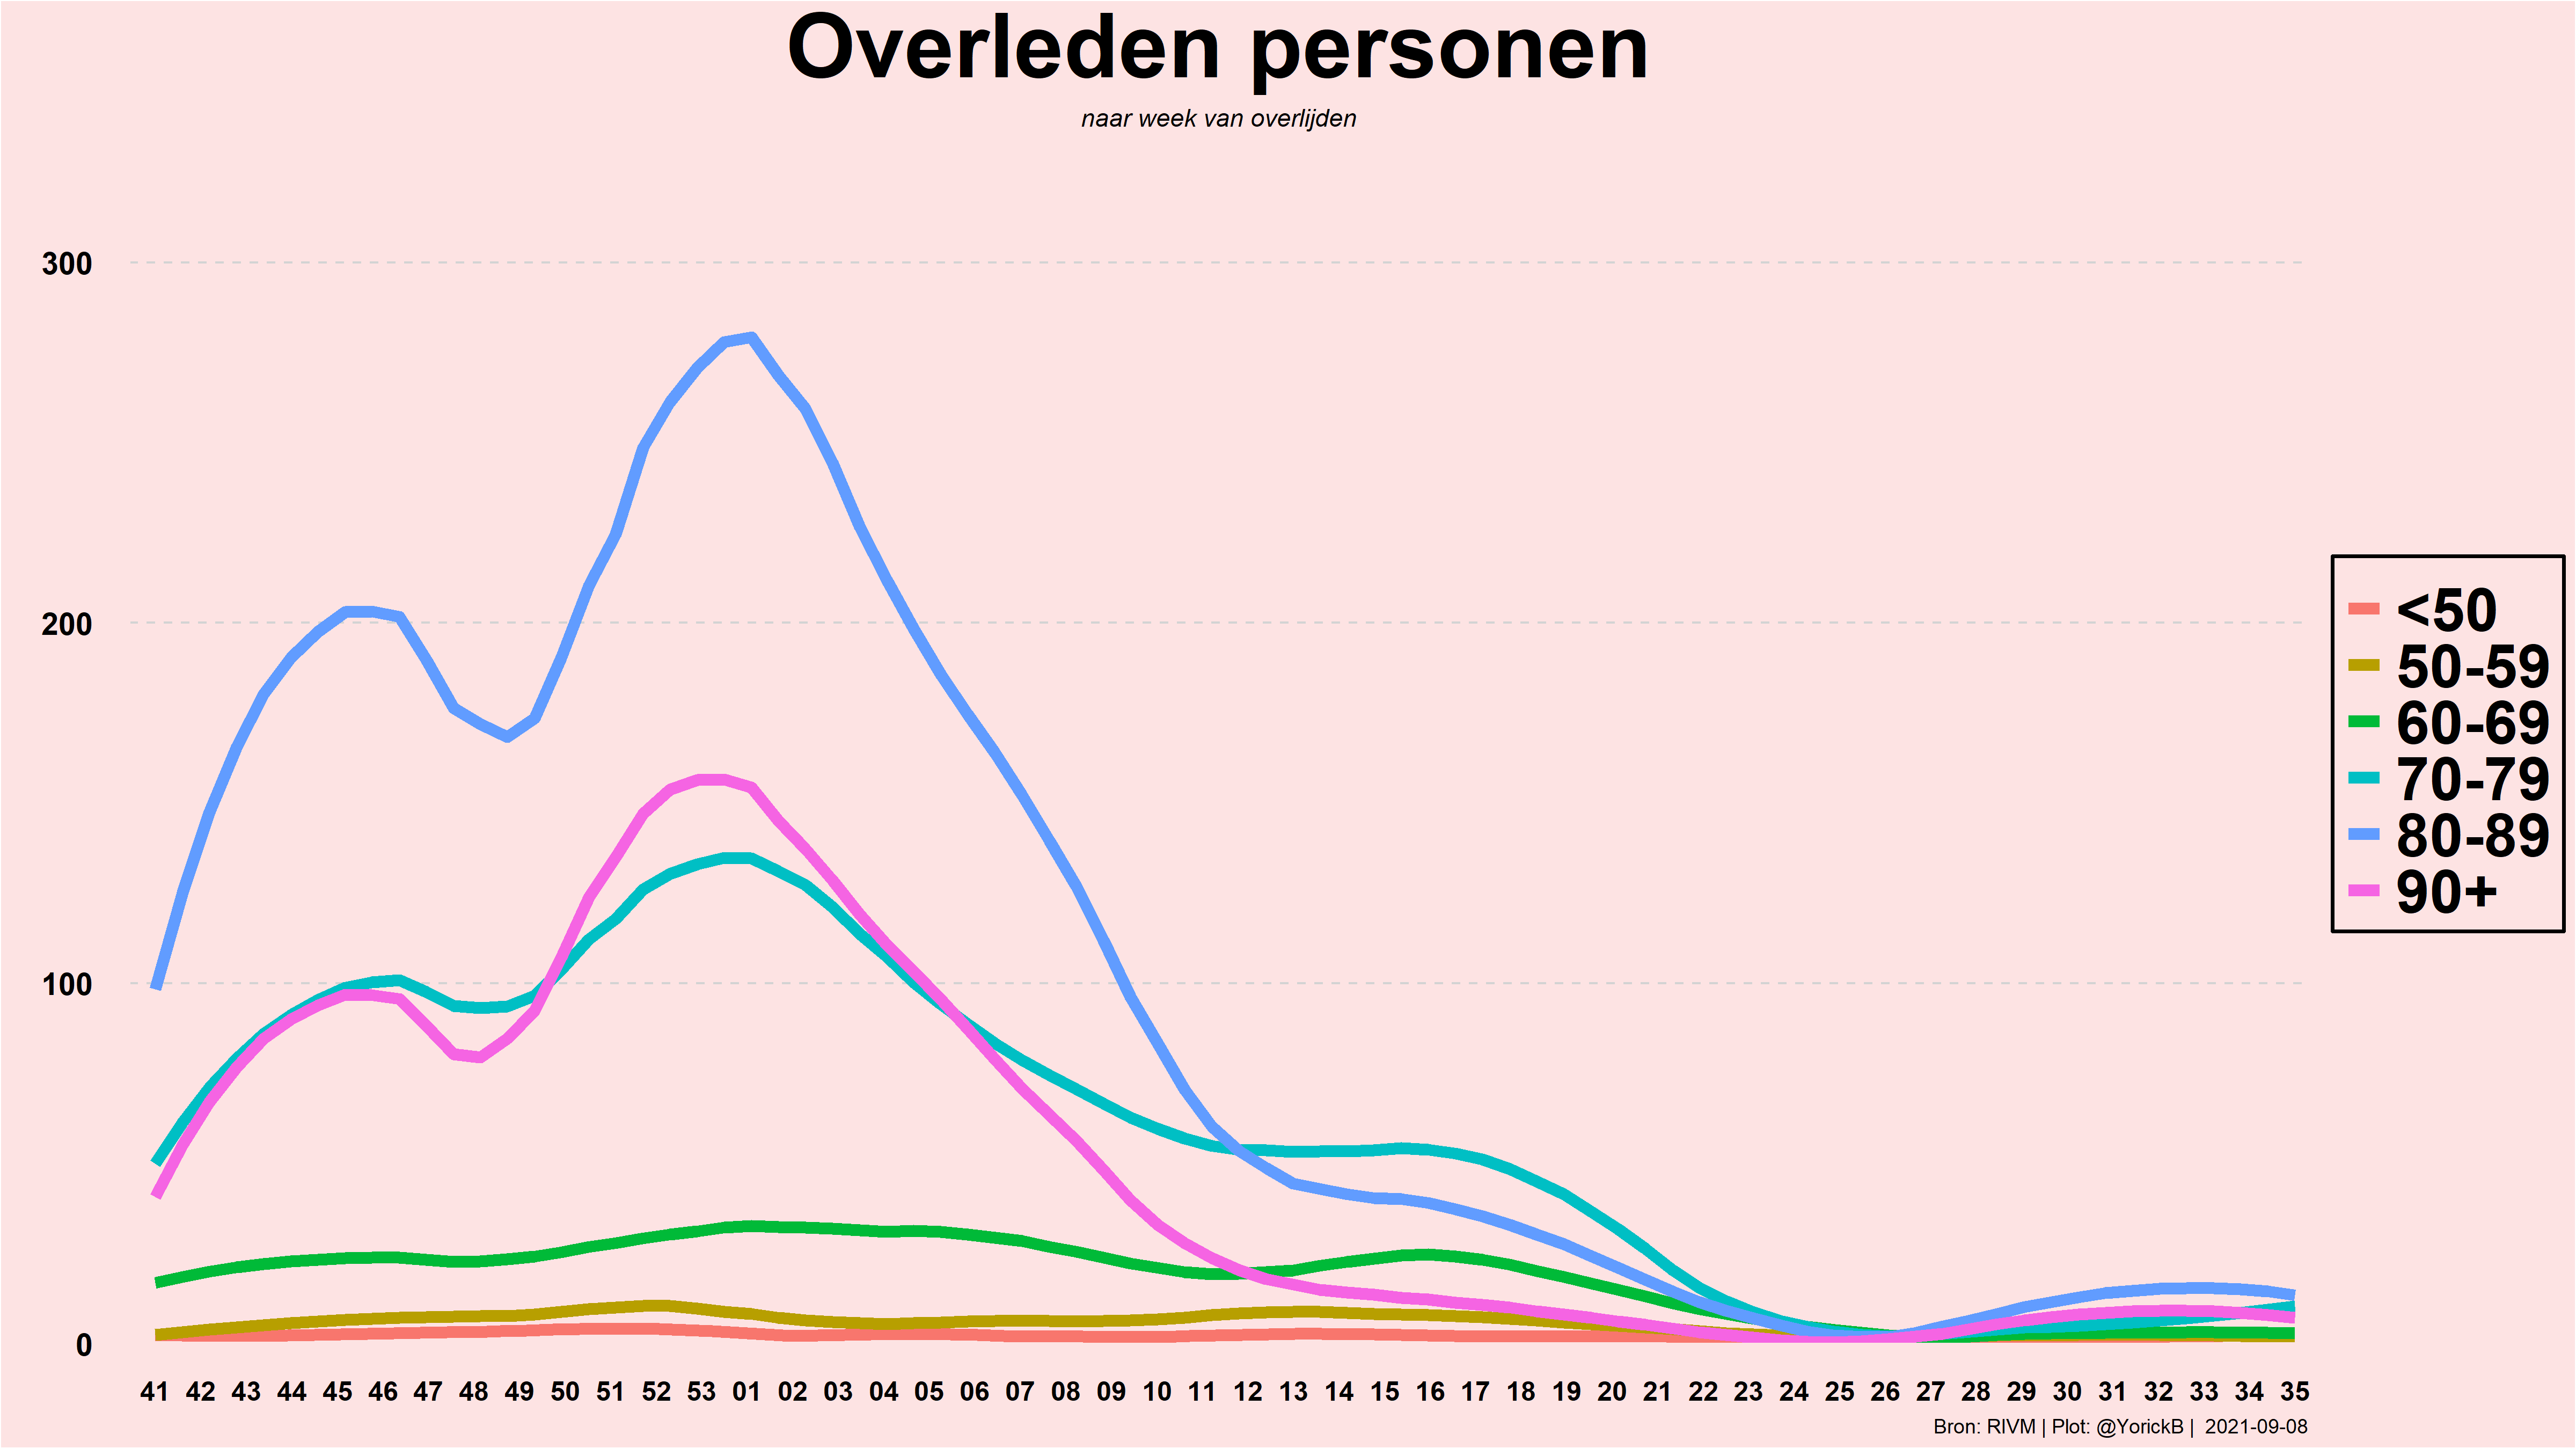 Overleden personen
naar week van overlijden
300
200
100
0
<50
50-59
60-69
70-79
80-89
90+
41 42 43 44 45 46 47 48 49 50 51 52 53 01 02 03 04 05 06 07 08 09 10 11 12 13 14 15 16 17 18 19 20 21 22 23 24 25 26 27 28 29 30 31 32 33 34 35
Bron: RIVM | Plot: @YorickB | 2021-09-08